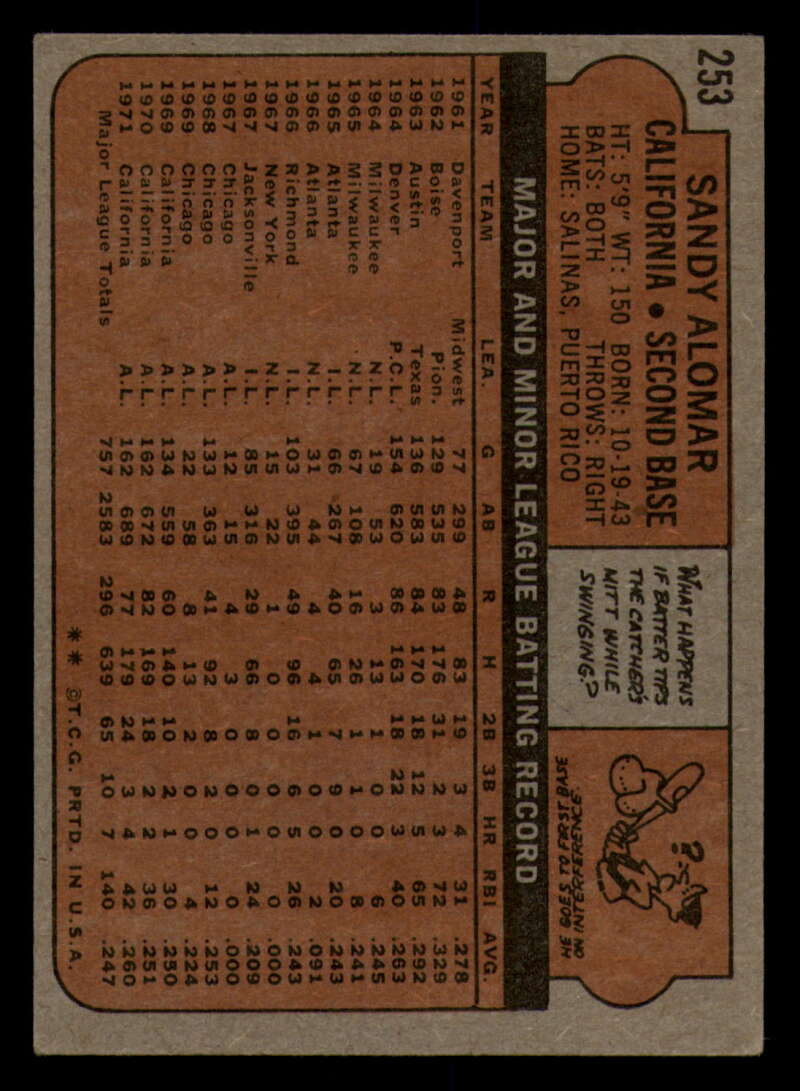 253
SANDY ALOMAR
CALIFORNIA • SECOND BASE
HT: 5'9" WT: 150 BORN: 10-19-43
BATS: BOTH THROWS: RIGHT
HOME: SALINAS, PUERTO RICO
WHAT HAPPENS
IF BATTER TIPS
THE CATCHER'S
MITT WHILE
SWINGING?
?
HE GOES TO FIRST BASE
ON INTERFERENCE.
MAJOR AND MINOR LEAGUE BATTING RECORD
YEAR TEAM LEA. G AB R H 2B 3B HR RBI AVG.
1961 Davenport Midwest 77 299 48 83 19 3 4 31 .278
1962 Boise Pion. 129 535 83 176 31 2 3 72 .329
1963 Austin Texas 136 583 84 170 18 12 5 65 .292
1964 Denver P.C.L. 154 620 86 163 18 22 3 40 .263
1964 Milwaukee N.L. 19 53 3 13 1 0 0 6 .245
1965 Milwaukee N.L. 67 108 16 26 1 1 0 8 .241
1965 Atlanta I.L. 66 267 40 65 7 9 0 20 .243
1966 Atlanta N.L. 31 44 4 4 1 0 0 2 .091
1966 Richmond I.L. 103 395 49 96 16 6 5 26 .243
1967 New York N.L. 15 22 1 0 0 0 0 0 .000
1967 Jacksonville I.L. 85 316 29 66 8 0 1 24 .209
1967 Chicago A.L. 12 15 4 3 0 0 0 0 .000
1968 Chicago A.L. 133 363 41 92 8 2 0 12 .253
1969 Chicago A.L. 22 58 8 13 2 0 0 4 .224
1969 California A.L. 134 559 60 140 10 2 1 30 .250
1970 California A.L. 162 672 82 169 18 2 2 36 .251
1971 California A.L. 162 689 77 179 24 3 4 42 .260
Major League Totals 757 2583 296 639 65 10 7 140 .247
** @T.C.G. PRTD. IN U.S.A.